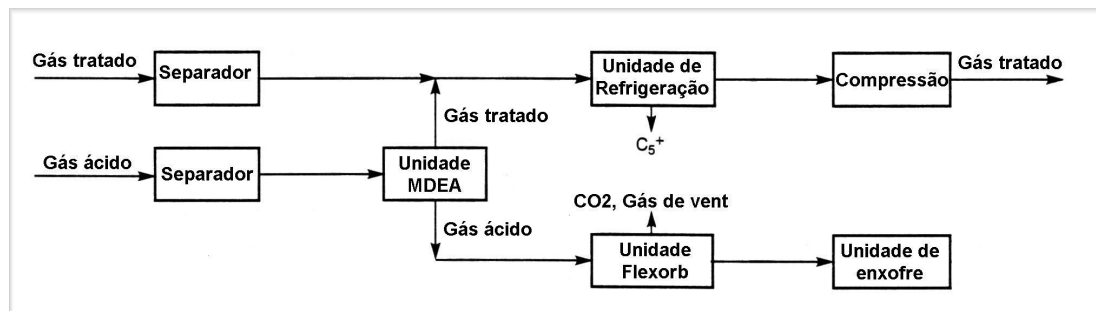 Gás tratado
Separador
Unidade de
Refrigeração
Compressão
Gás tratado
Gás tratado
C5+
Gás ácido
Separador
Unidade
MDEA
CO2, Gás de vent
Gás ácido
Unidade
Flexorb
Unidade de
enxofre